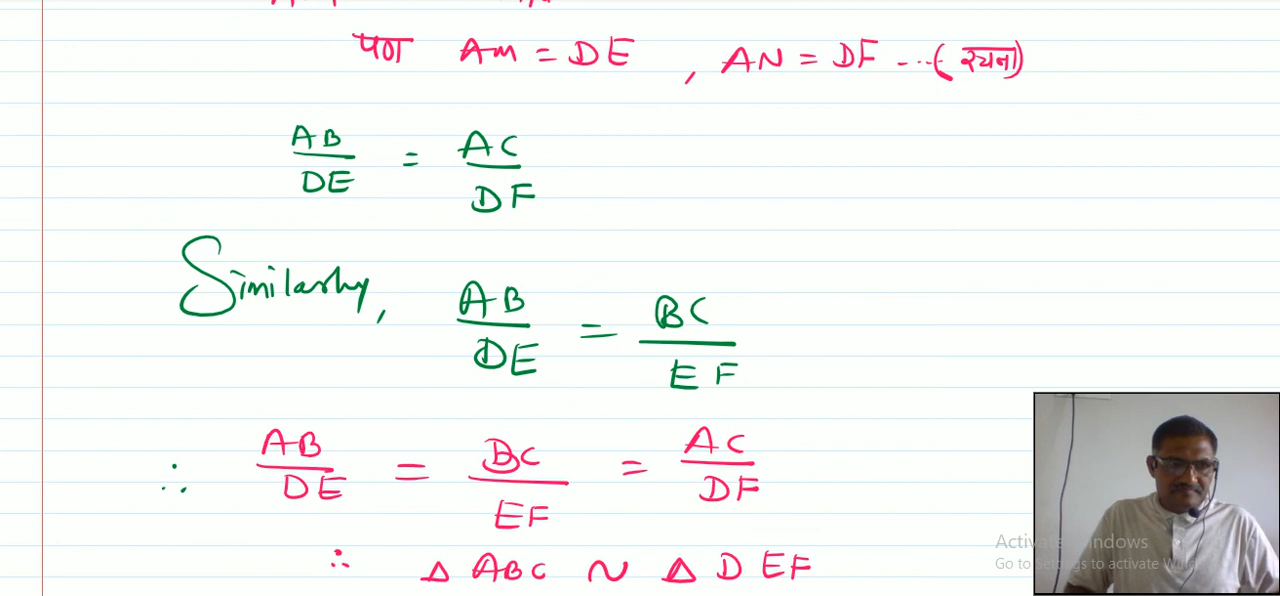 पण AM = DE , AN = DF ...( रचना)
AB/DE = AC/DF
Similarly, AB/DE = BC/EF
∴ AB/DE = BC/EF = AC/DF
∴ Δ ABC ~ Δ DEF
Activate Windows
Go to Settings to activate Win